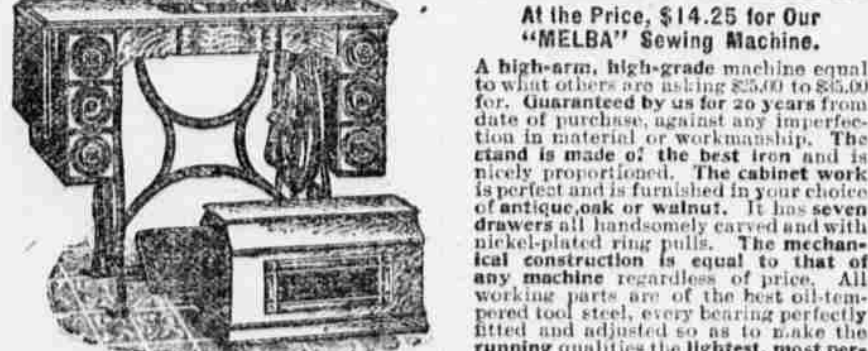 At the Price, $14.25 for Our
"MELBA" Sewing Machine.
A high-arm, high-grade machine equal
to what others are asking $25.00 to $35.00
for. Guaranteed by us for 20 years from
date of purchase, against any imperfec-
tion in material or workmanship. The
stand is made of the best iron and is
nicely proportioned. The cabinet work
is perfect and is furnished in your choice
of antique,oak or walnut. It has seven
drawers all handsomely carved and with
nickel-plated ring pulls. The mechan-
ical construction is equal to that of
any machine regardless of price. All
working parts are of the best oil-tem-
pered tool steel, every bearing perfectly
fitted and adjusted so as to make the
running qualities the lightest, most per-